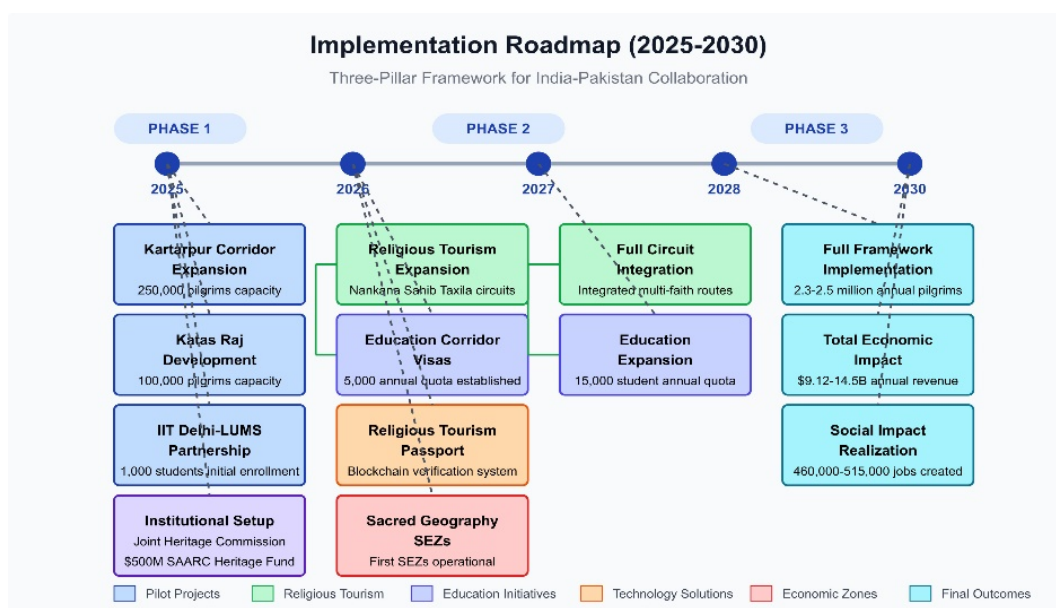 Implementation Roadmap (2025-2030)
Three-Pillar Framework for India-Pakistan Collaboration
PHASE 1
PHASE 2
PHASE 3
2025
2026
2027
2028
2030
Kartarpur Corridor
Expansion
250,000 pilgrims capacity
Religious Tourism
Expansion
Nankana Sahib Taxila circuits
Full Circuit
Integration
Integrated multi-faith routes
Full Framework
Implementation
2.3-2.5 million annual pilgrims
Katas Raj
Development
100,000 pilgrims capacity
Education Corridor
Visas
5,000 annual quota established
Education
Expansion
15,000 student annual quota
Total Economic
Impact
$9.12-14.5B annual revenue
IIT Delhi-LUMS
Partnership
1,000 students initial enrollment
Religious Tourism
Passport
Blockchain verification system
Social Impact
Realization
460,000-515,000 jobs created
Institutional Setup
Joint Heritage Commission
$500M SAARC Heritage Fund
Sacred Geography
SEZs
First SEZs operational
Pilot Projects
Religious Tourism
Education Initiatives
Technology Solutions
Economic Zones
Final Outcomes